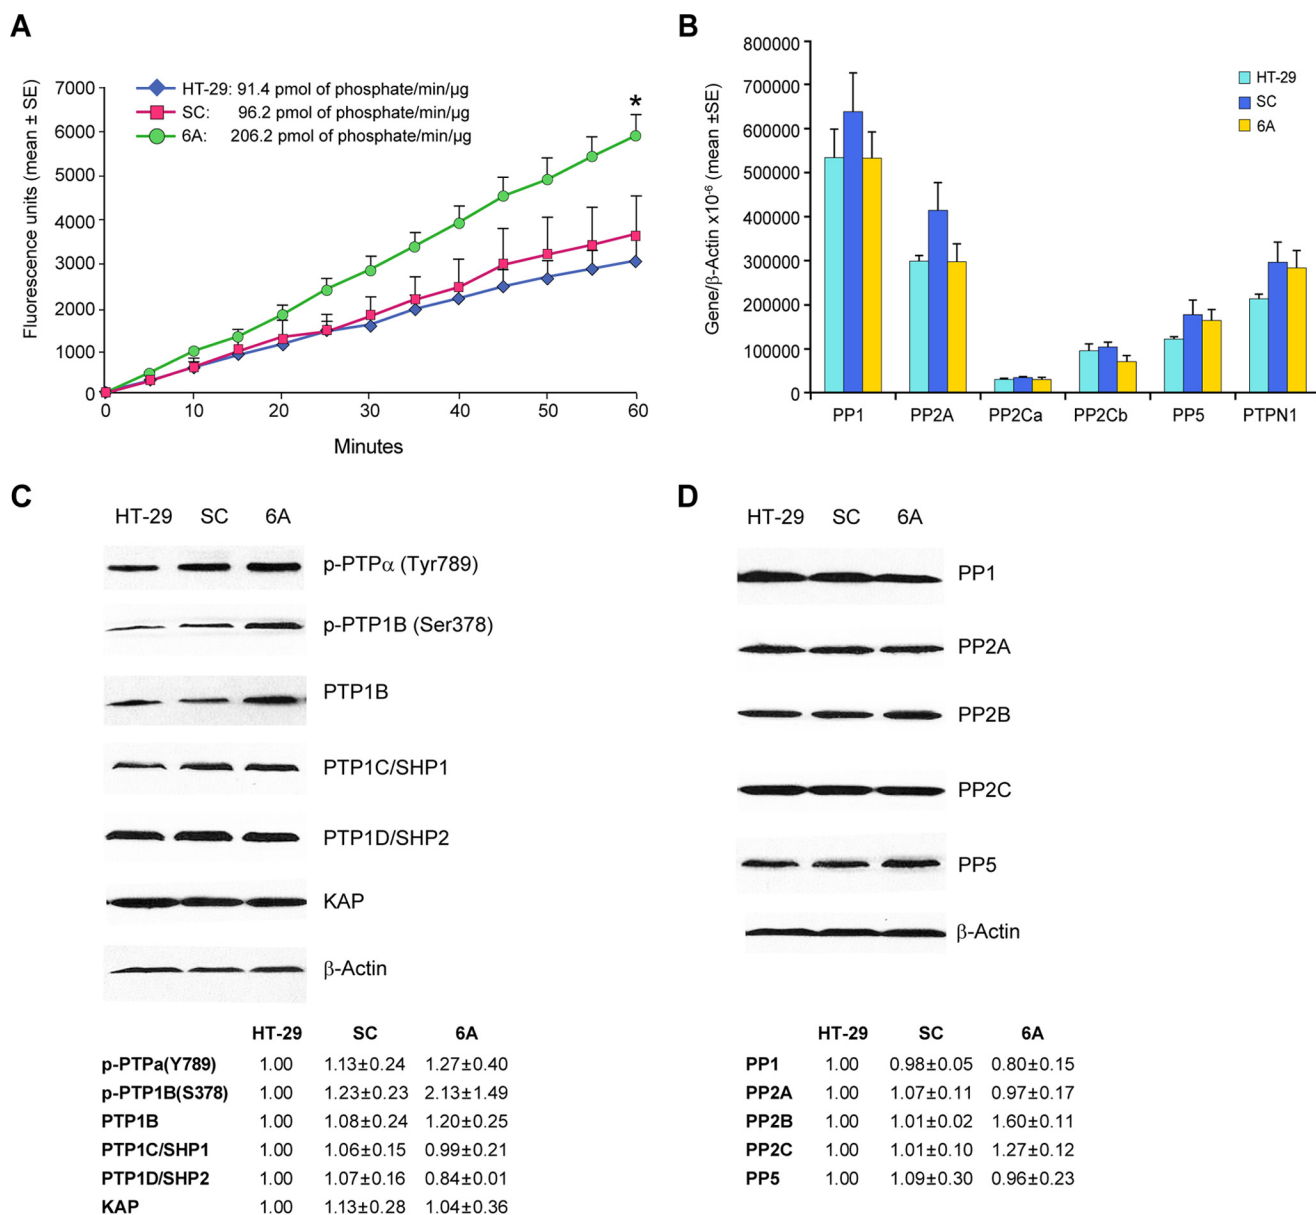 A
Fluorescence units (mean ± SE)
7000
6000
5000
4000
3000
2000
1000
0
HT-29: 91.4 pmol of phosphate/min/µg
SC: 96.2 pmol of phosphate/min/µg
6A: 206.2 pmol of phosphate/min/µg
*
0 10 20 30 40 50 60
Minutes
B
Gene/β-Actin x10⁻⁶ (mean ±SE)
800000
700000
600000
500000
400000
300000
200000
100000
0
HT-29
SC
6A
PP1 PP2A PP2Ca PP2Cb PP5 PTPN1
C
HT-29 SC 6A
p-PTPα (Tyr789)
p-PTP1B (Ser378)
PTP1B
PTP1C/SHP1
PTP1D/SHP2
KAP
β-Actin
HT-29 SC 6A
p-PTPa(Y789) 1.00 1.13±0.24 1.27±0.40
p-PTP1B(S378) 1.00 1.23±0.23 2.13±1.49
PTP1B 1.00 1.08±0.24 1.20±0.25
PTP1C/SHP1 1.00 1.06±0.15 0.99±0.21
PTP1D/SHP2 1.00 1.07±0.16 0.84±0.01
KAP 1.00 1.13±0.28 1.04±0.36
D
HT-29 SC 6A
PP1
PP2A
PP2B
PP2C
PP5
β-Actin
HT-29 SC 6A
PP1 1.00 0.98±0.05 0.80±0.15
PP2A 1.00 1.07±0.11 0.97±0.17
PP2B 1.00 1.01±0.02 1.60±0.11
PP2C 1.00 1.01±0.10 1.27±0.12
PP5 1.00 1.09±0.30 0.96±0.23